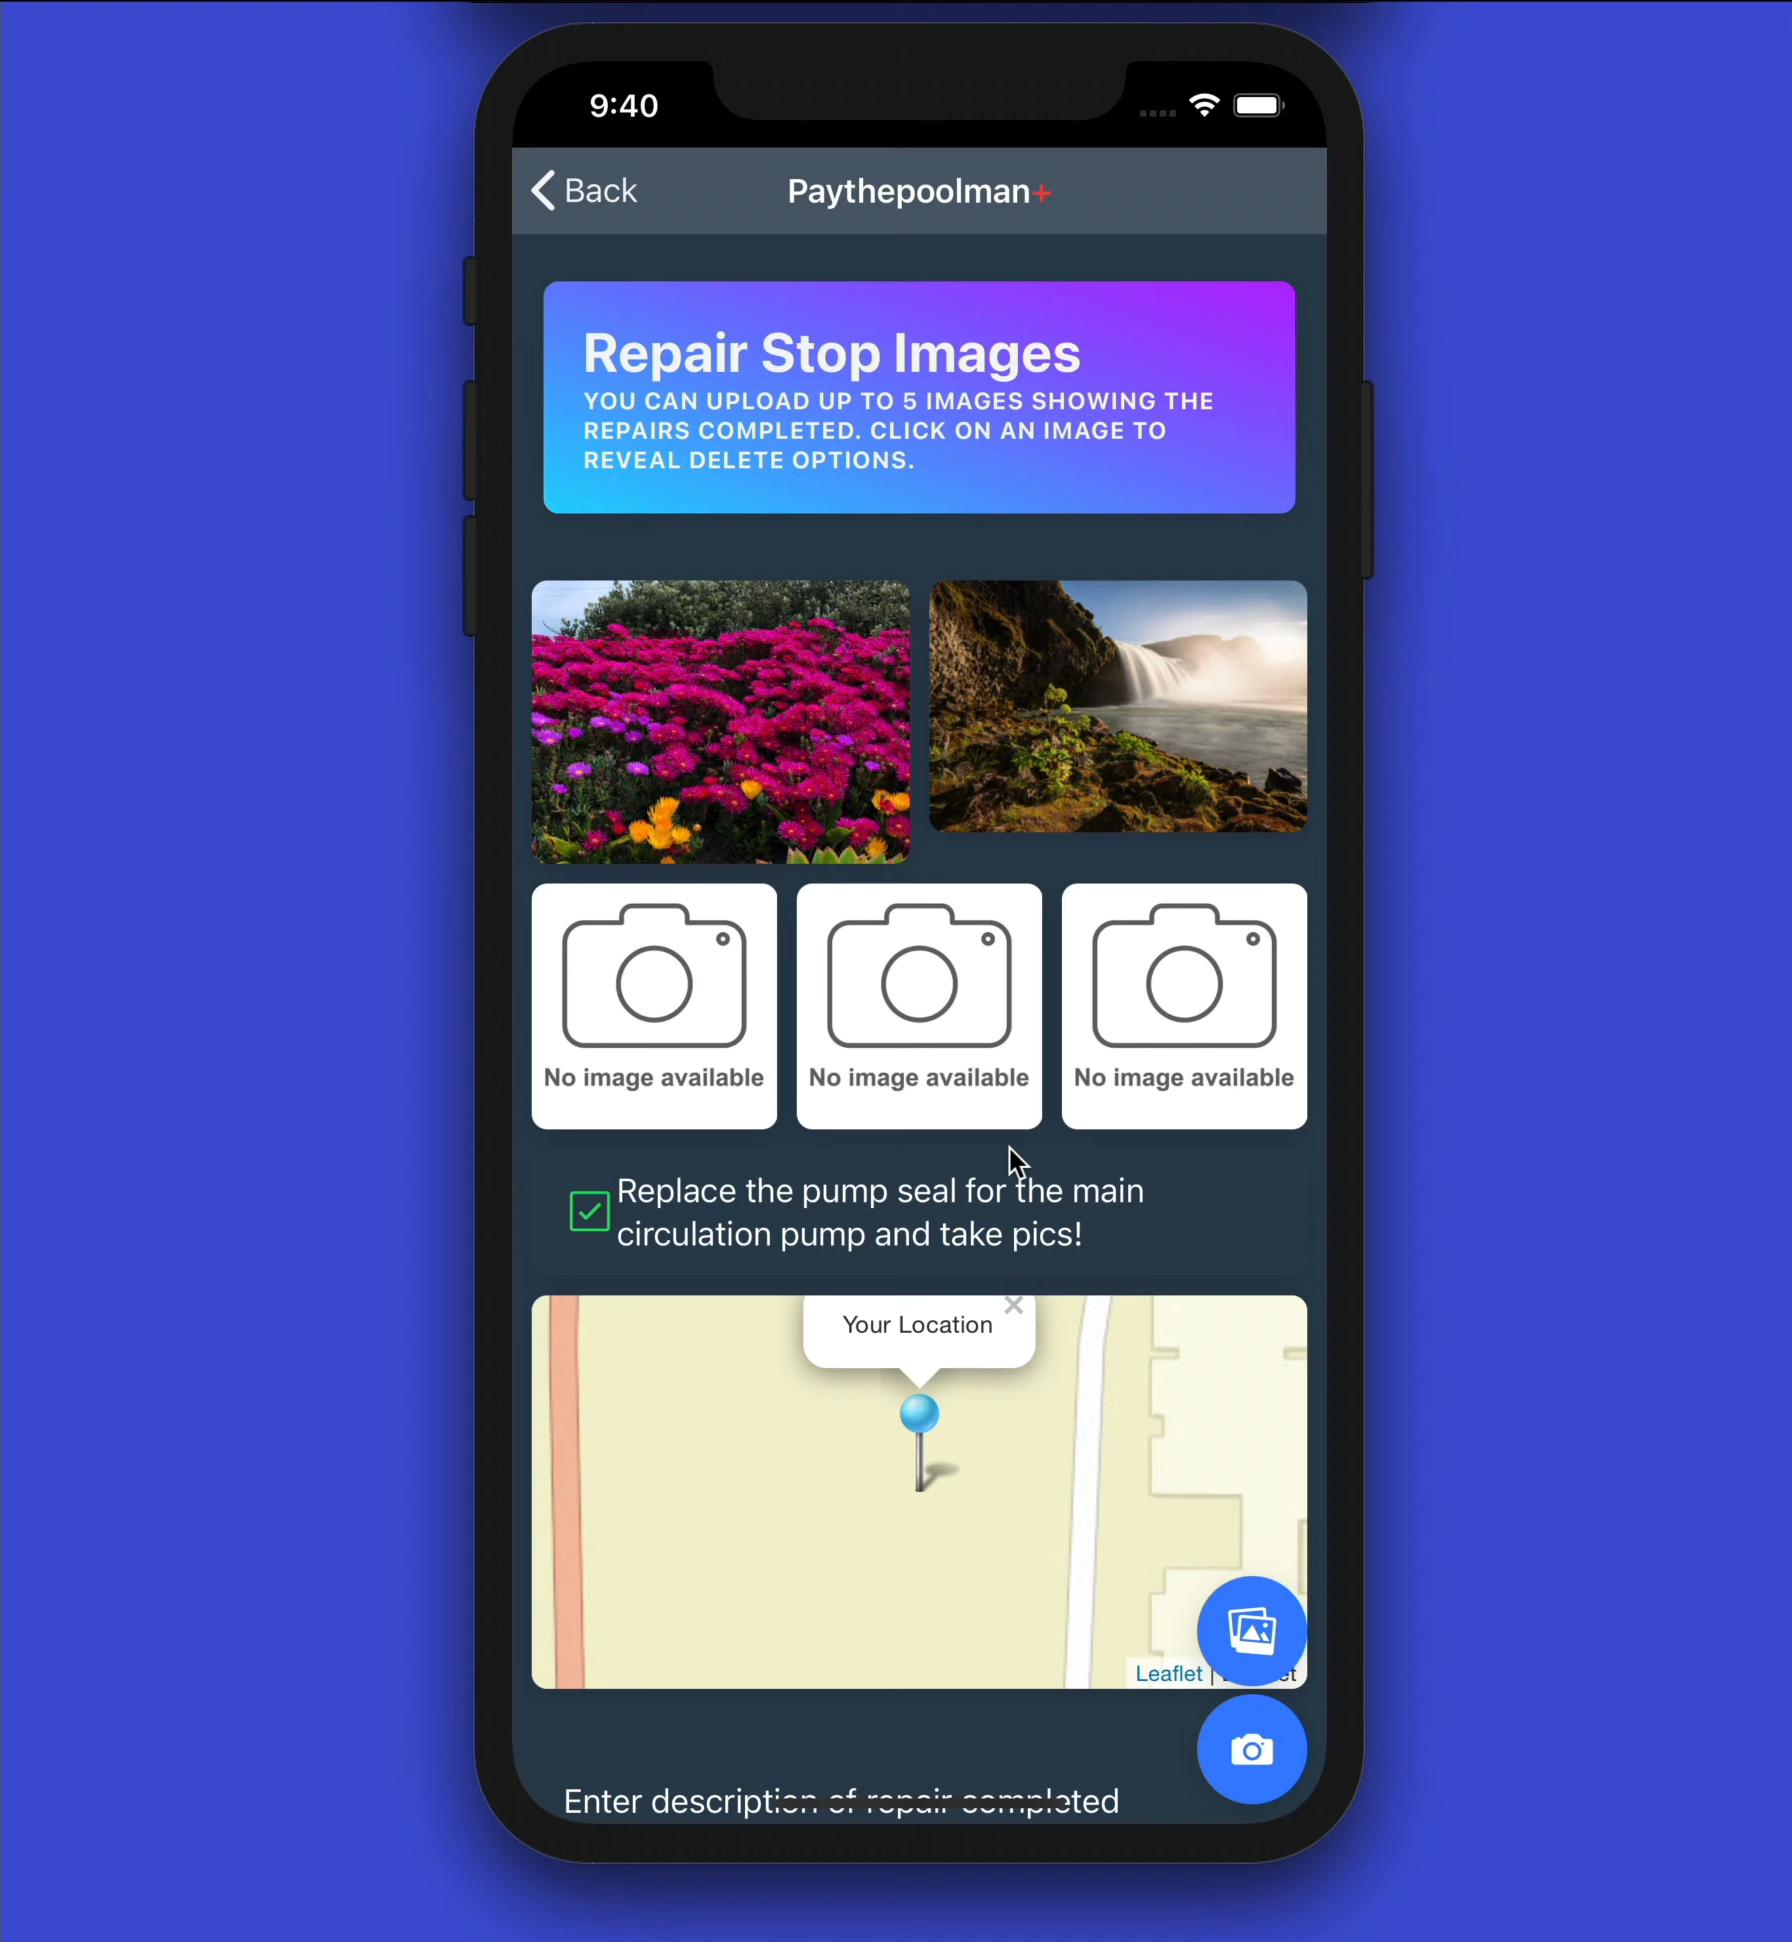 9:40
Back
Paythepoolman+
Repair Stop Images
YOU CAN UPLOAD UP TO 5 IMAGES SHOWING THE
REPAIRS COMPLETED. CLICK ON AN IMAGE TO
REVEAL DELETE OPTIONS.
No image available
No image available
No image available
Replace the pump seal for the main
circulation pump and take pics!
Your Location
Leaflet |
Enter description of repair completed